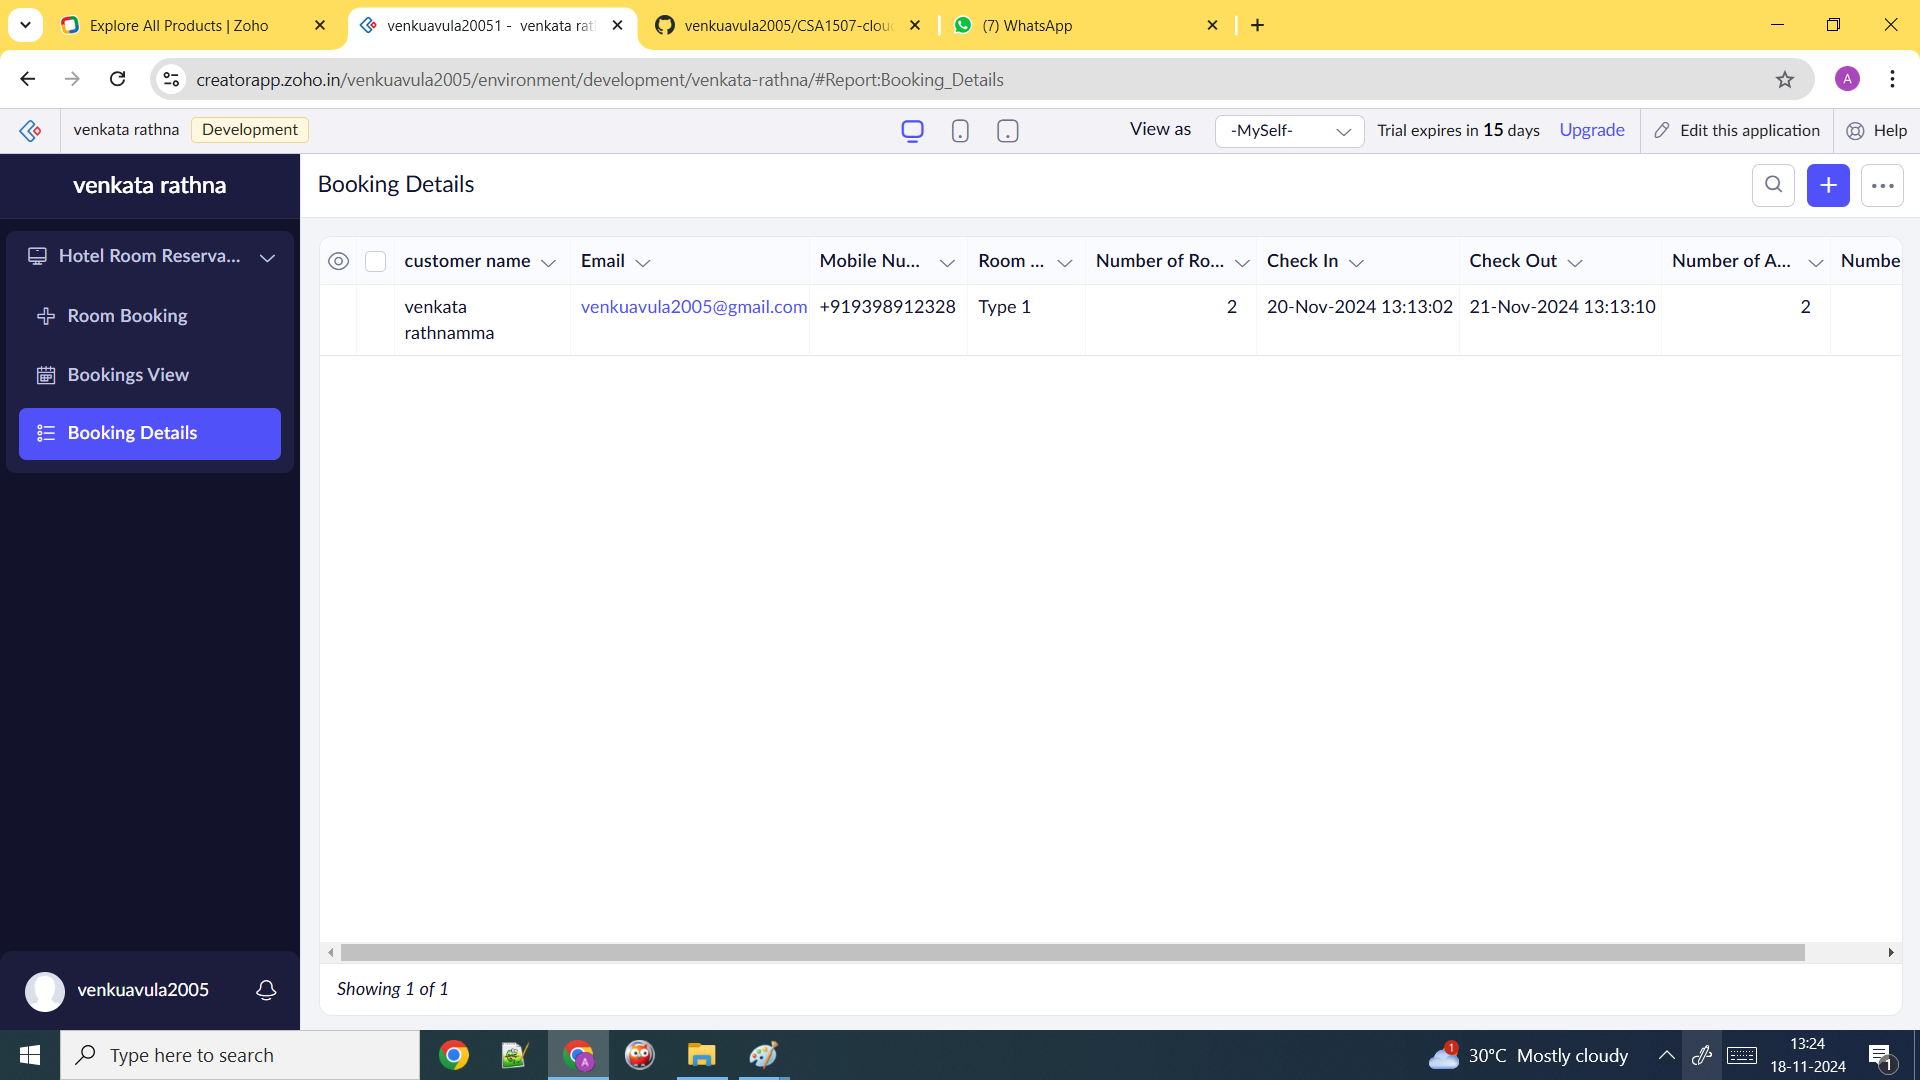 Explore All Products | Zoho
venkuavula20051 - venkata rat
venkuavula2005/CSA1507-clou
(7) WhatsApp
creatorapp.zoho.in/venkuavula2005/environment/development/venkata-rathna/#Report:Booking_Details
A
venkata rathna
Development
View as
-MySelf-
Trial expires in 15 days
Upgrade
Edit this application
Help
venkata rathna
Booking Details
Hotel Room Reserva...
Room Booking
Bookings View
Booking Details
customer name Email Mobile Nu... Room ... Number of Ro... Check In Check Out Number of A... Numbe
venkata venkuavula2005@gmail.com +919398912328 Type 1 2 20-Nov-2024 13:13:02 21-Nov-2024 13:13:10 2
rathnamma
Showing 1 of 1
venkuavula2005
Type here to search
A
1
30°C Mostly cloudy
13:24
18-11-2024
1